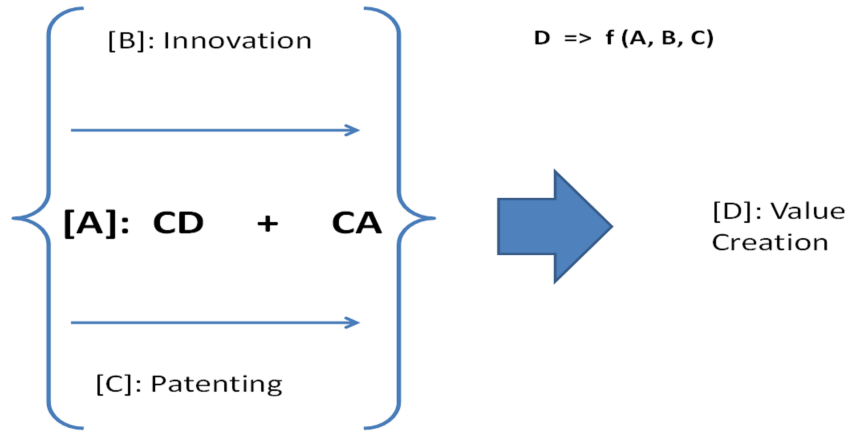 [B]: Innovation
D => f (A, B, C)
[A]: CD + CA
[D]: Value
Creation
[C]: Patenting